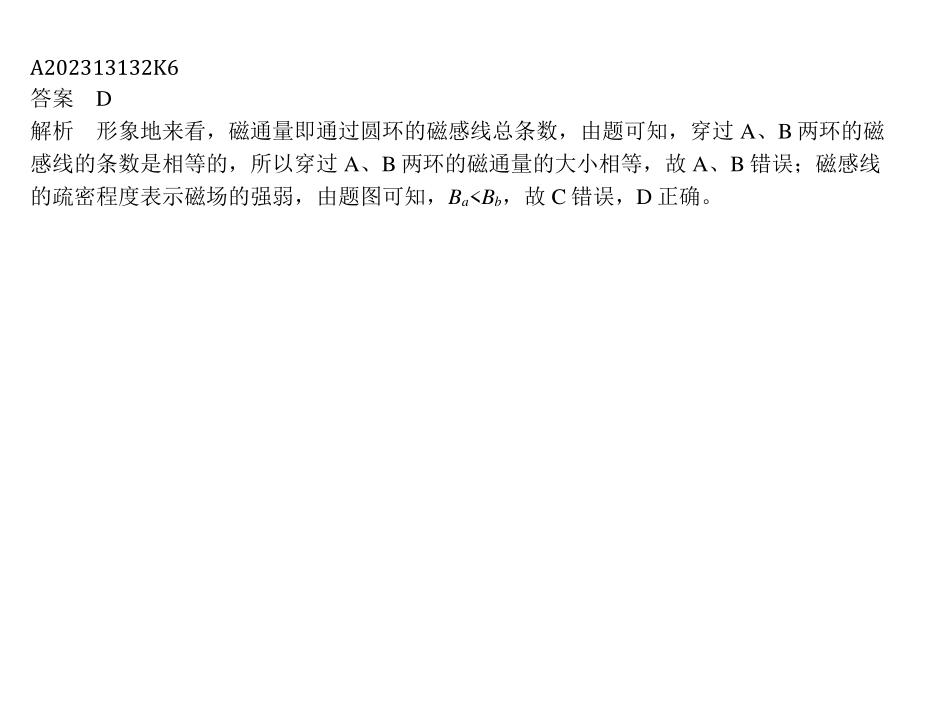 A202313132K6
答案　D
解析　形象地来看，磁通量即通过圆环的磁感线总条数，由题可知，穿过 A、B 两环的磁
感线的条数是相等的，所以穿过 A、B 两环的磁通量的大小相等，故 A、B 错误；磁感线
的疏密程度表示磁场的强弱，由题图可知，Ba<Bb，故 C 错误，D 正确。